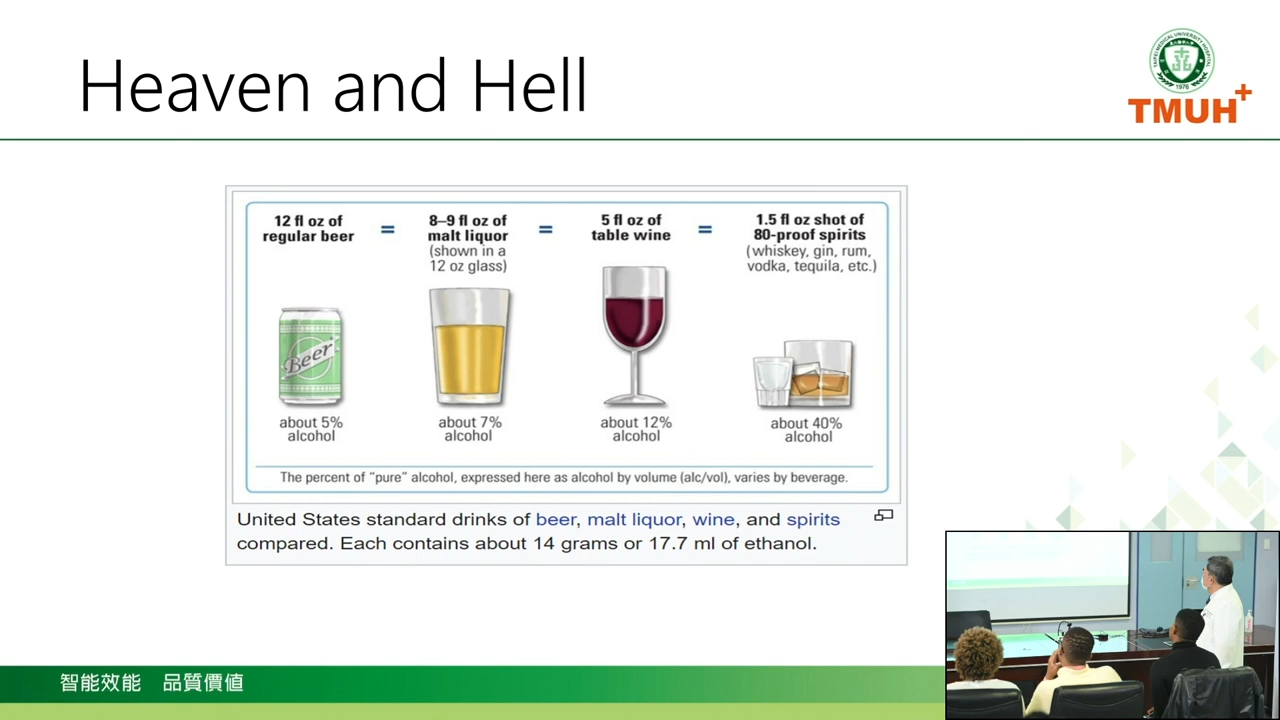 Heaven and Hell
TAIPEI MEDICAL UNIVERSITY HOSPITAL
1976
TMUH+
12 fl oz of
regular beer
=
8–9 fl oz of
malt liquor
(shown in a
12 oz glass)
=
5 fl oz of
table wine
=
1.5 fl oz shot of
80-proof spirits
(whiskey, gin, rum,
vodka, tequila, etc.)
Beer
about 5%
alcohol
about 7%
alcohol
about 12%
alcohol
about 40%
alcohol
The percent of “pure” alcohol, expressed here as alcohol by volume (alc/vol), varies by beverage.
United States standard drinks of beer, malt liquor, wine, and spirits
compared. Each contains about 14 grams or 17.7 ml of ethanol.
智能效能 品質價值